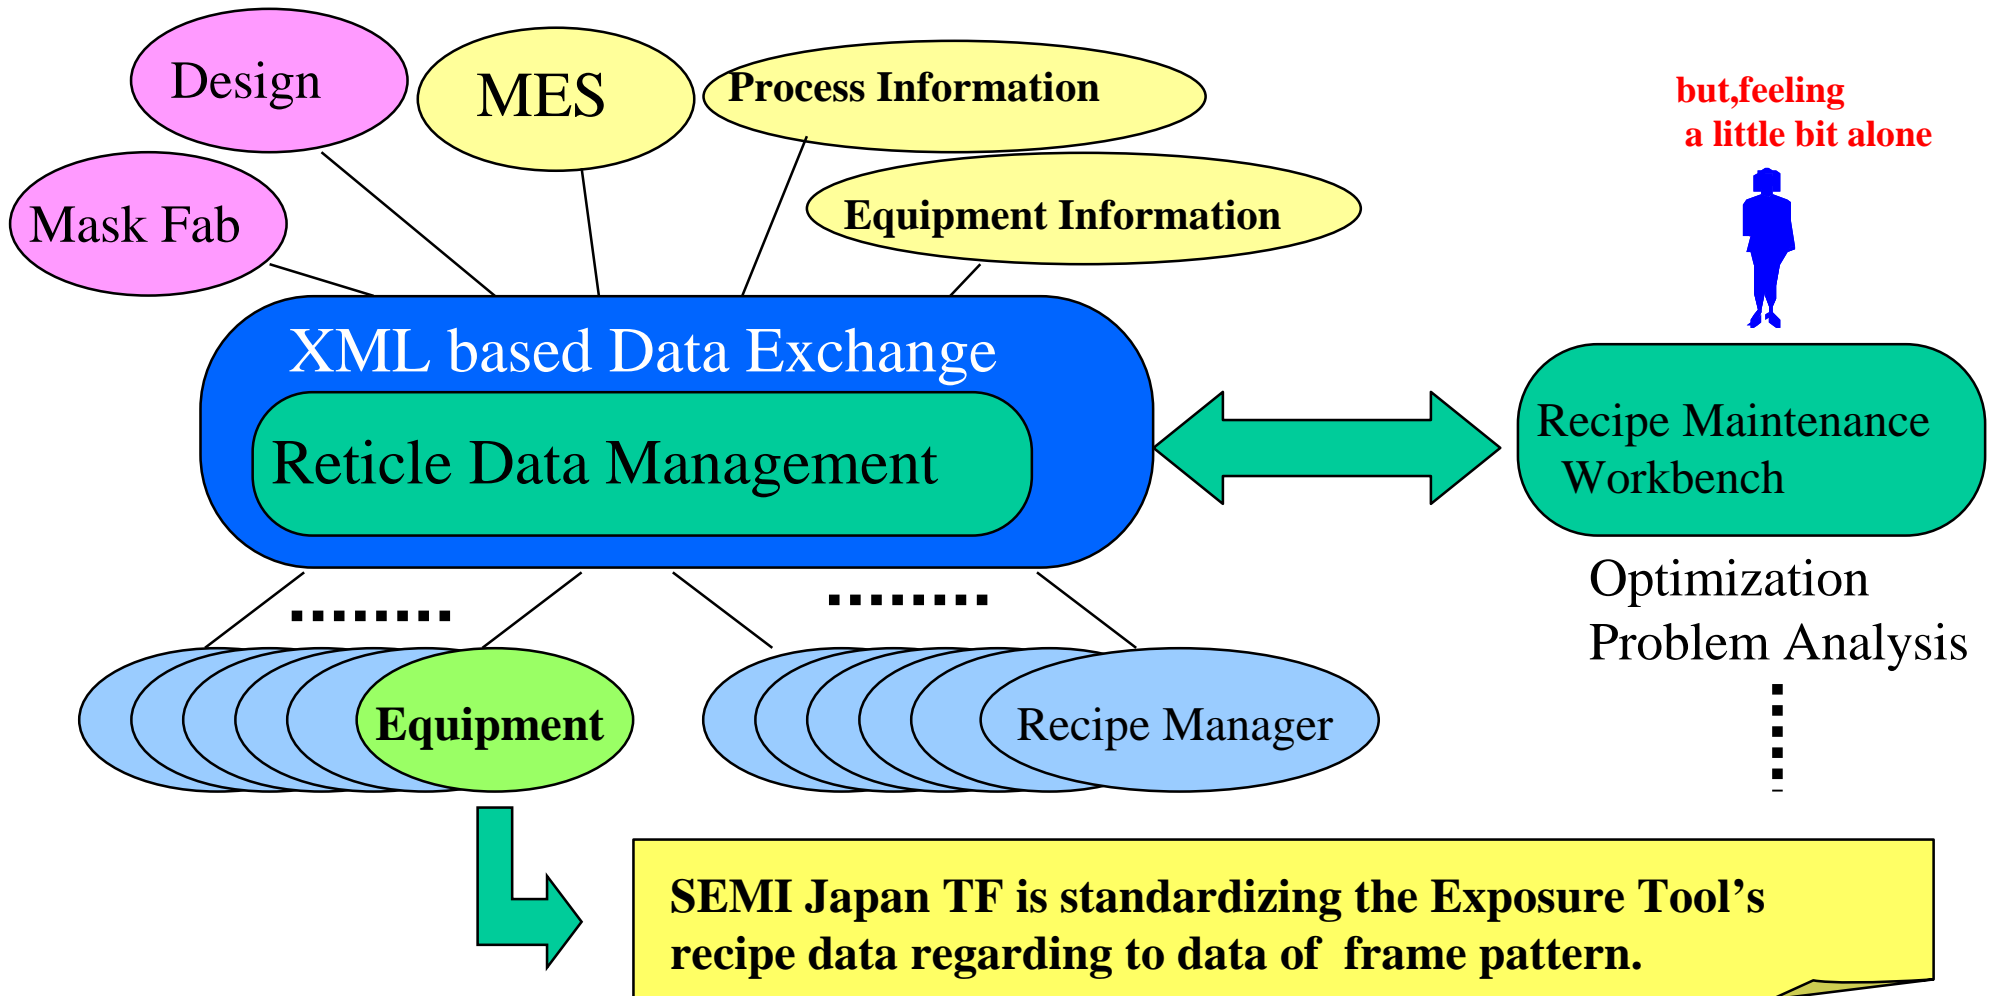 Design
MES
Process Information
but,feeling
a little bit alone
Mask Fab
Equipment Information
XML based Data Exchange
Reticle Data Management
Recipe Maintenance
Workbench
Optimization
Problem Analysis
Equipment
Recipe Manager
SEMI Japan TF is standardizing the Exposure Tool’s
recipe data regarding to data of frame pattern.